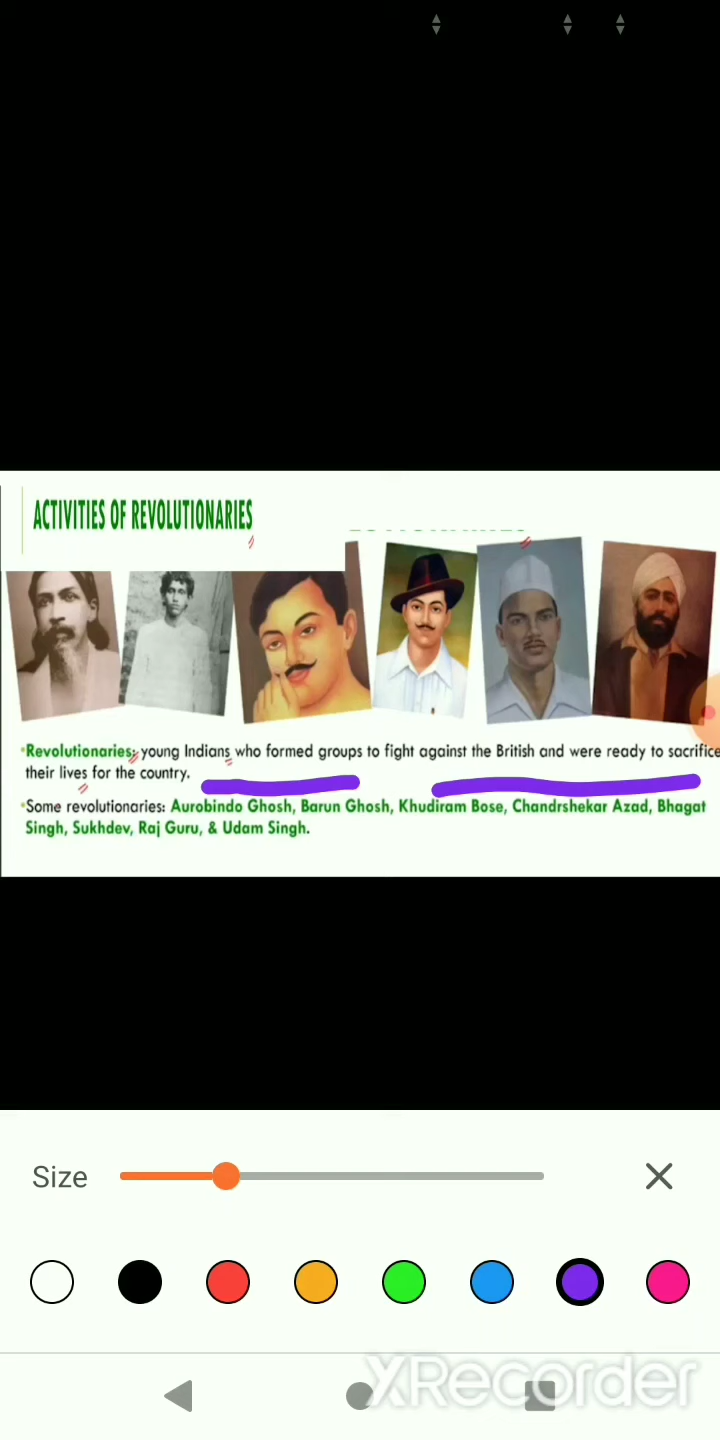 ACTIVITIES OF REVOLUTIONARIES
Revolutionaries: young Indians who formed groups to fight against the British and were ready to sacrifice
their lives for the country.
Some revolutionaries: Aurobindo Ghosh, Barun Ghosh, Khudiram Bose, Chandrshekar Azad, Bhagat
Singh, Sukhdev, Raj Guru, & Udam Singh.
Size
XRecorder